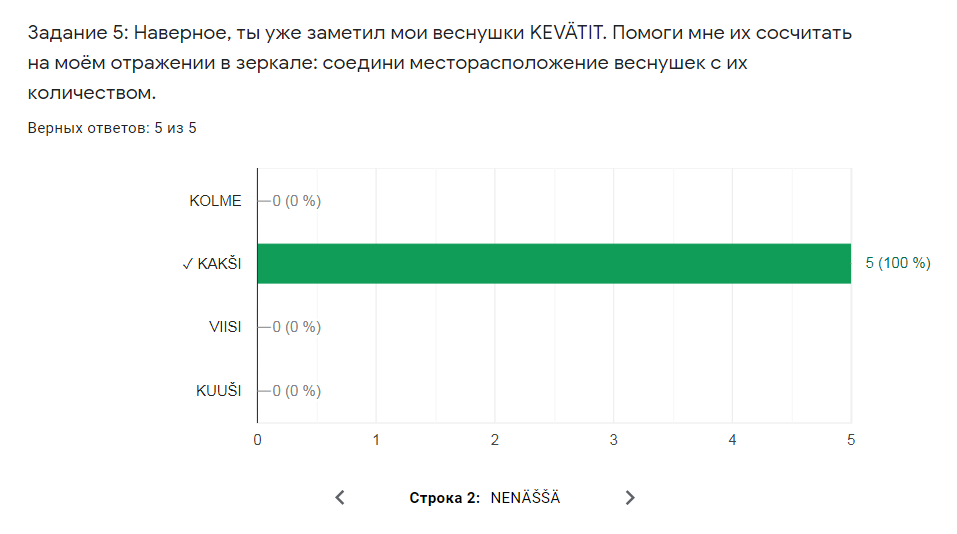 Задание 5: Наверное, ты уже заметил мои веснушки KEVÄTIT. Помоги мне их сосчитать
на моём отражении в зеркале: соедини месторасположение веснушек с их
количеством.
Верных ответов: 5 из 5
KOLME 0 (0 %)
✓ KAKŠI 5 (100 %)
VIISI 0 (0 %)
KUUŠI 0 (0 %)
0 1 2 3 4 5
Строка 2: NENÄŠŠÄ